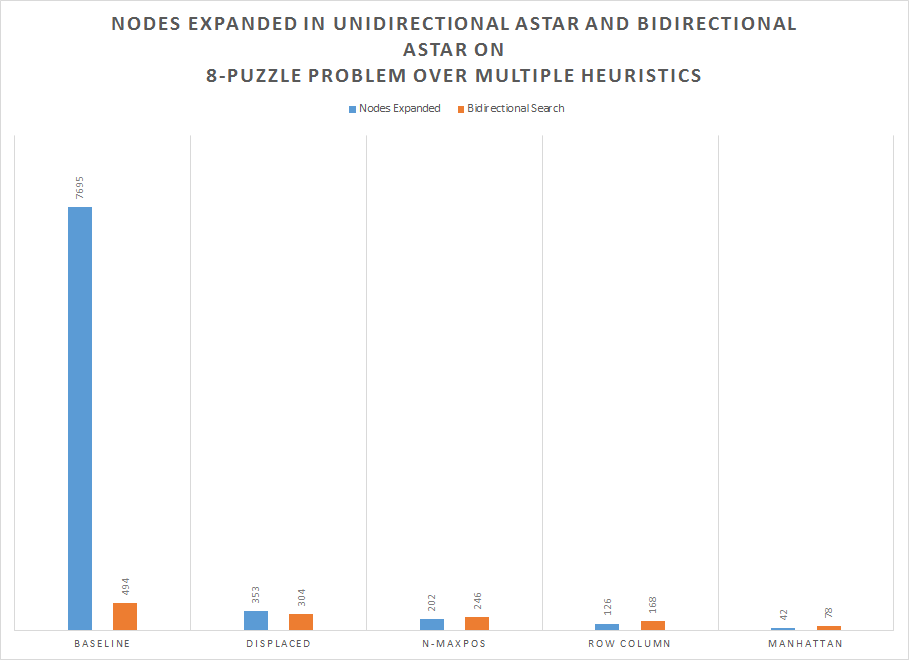 NODES EXPANDED IN UNIDIRECTIONAL ASTAR AND BIDIRECTIONAL
ASTAR ON
8-PUZZLE PROBLEM OVER MULTIPLE HEURISTICS
Nodes Expanded Bidirectional Search
7695
494
353
304
202
246
126
168
42
78
BASELINE DISPLACED N-MAXPOS ROW COLUMN MANHATTAN